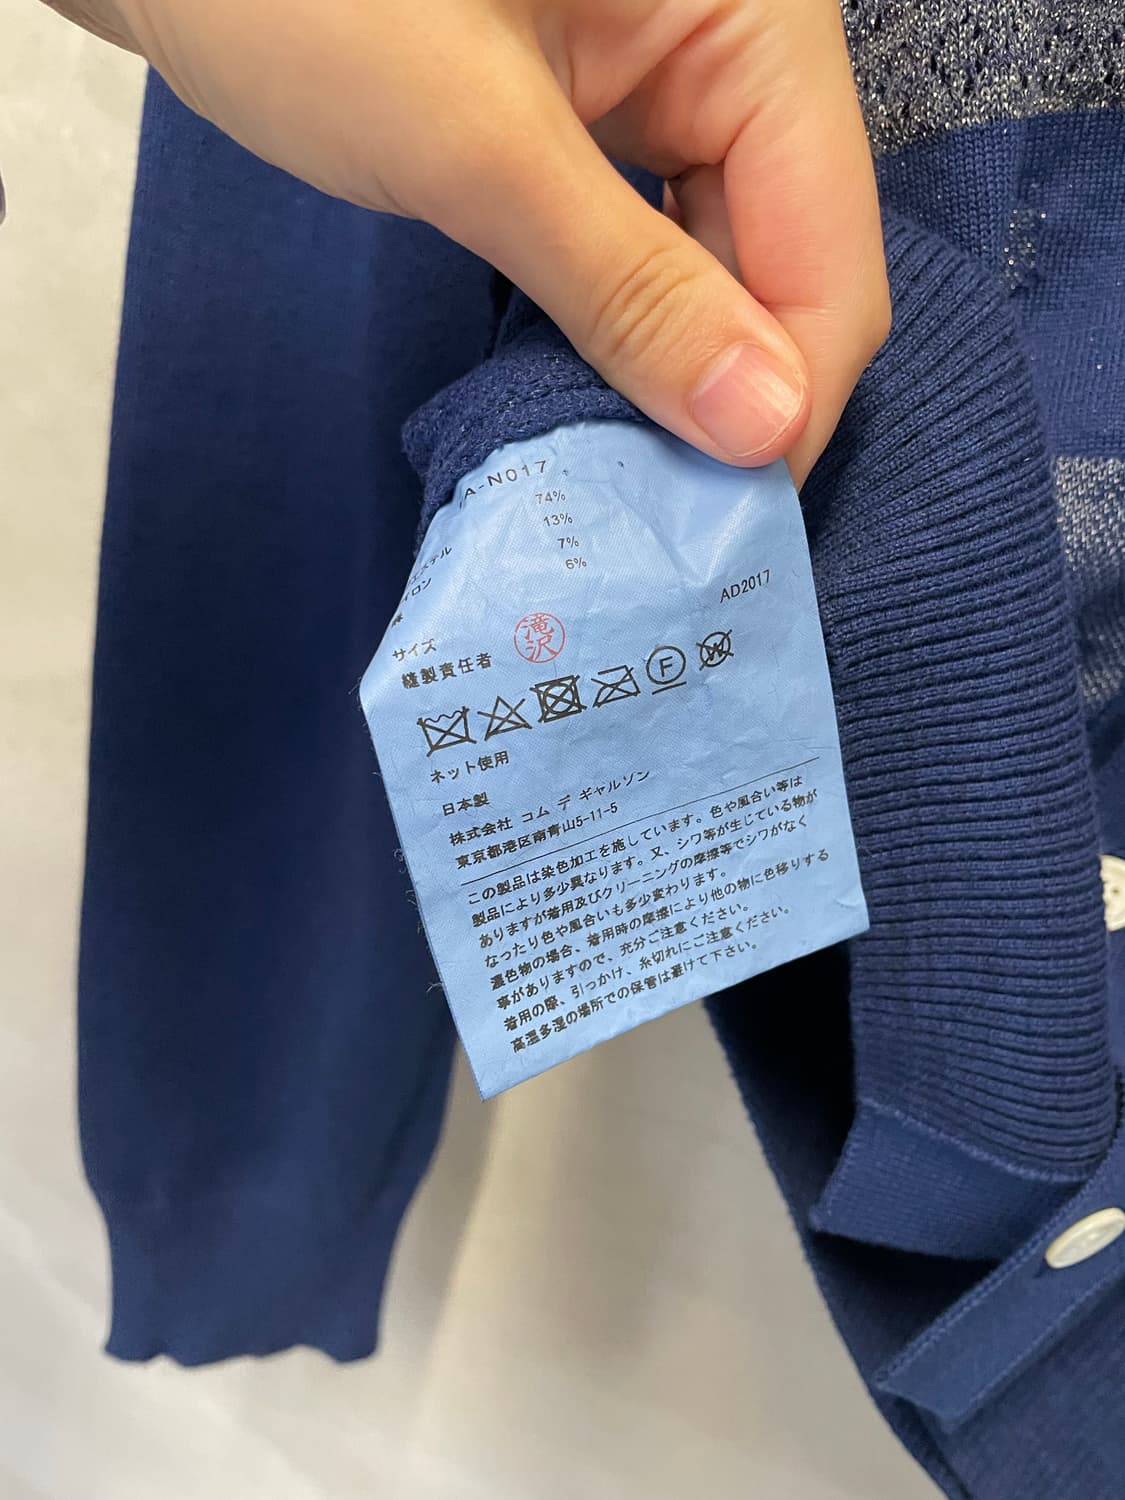 A-N017
74%
13%
エステル 7%
イロン 6%
AD2017
サイズ
縫製責任者 滝沢
F W
ネット使用
日本製
株式会社 コム デ ギャルソン
東京都港区南青山5-11-5
この製品は染色加工を施しています。色や風合い等は
製品により多少異なります。又、シワ等が生じている物が
ありますが着用及びクリーニングの摩擦等でシワがなく
なったり色や風合いも多少変わります。
濃色物の場合、着用時の摩擦により他の物に色移りする
事がありますので、充分ご注意ください。
着用の際、引っかけ、糸切れにご注意ください。
高温多湿の場所での保管は避けて下さい。